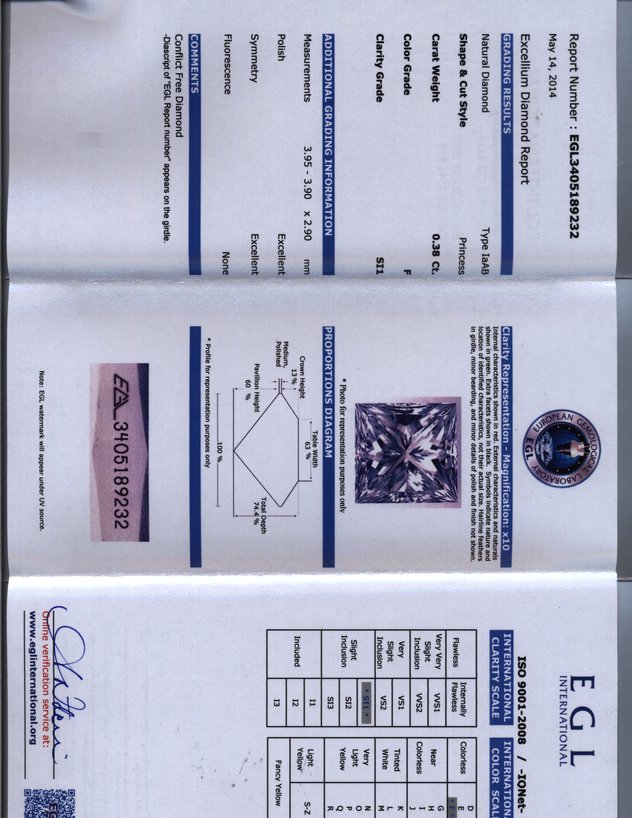 Report Number : EGL3405189232
May 14, 2014
Excellium Diamond Report
GRADING RESULTS
Natural Diamond Type IaAB
Shape & Cut Style Princess
Carat Weight 0.38 Ct.
Color Grade F
Clarity Grade SI1
ADDITIONAL GRADING INFORMATION
Measurements 3.95 - 3.90 x 2.90 mm
Polish Excellent
Symmetry Excellent
Fluorescence None
COMMENTS
Conflict Free Diamond
-Diascript of "EGL Report number" appears on the girdle.
EUROPEAN GEMOLOGICAL LABORATORY
EGL
Clarity Representation - Magnification: x10
Internal characteristics shown in red. External characteristics and naturals
shown in green. Extra facets shown in black. Symbols indicate nature and
location of identified characteristics, not their actual size. Hairline feathers
in girdle, minor bearding, and minor details of polish and finish not shown.
* Photo for representation purposes only
PROPORTIONS DIAGRAM
Table Width
63 %
Crown Height
13 %
Medium,
Polished
Total Depth
74.4 %
Pavillion Height
60 %
100 %
* Profile for representation purposes only
EGL 3405189232
Note: EGL watermark will appear under UV source.
EGL
INTERNATIONAL
ISO 9001-2008 / -IQNet-
INTERNATIONAL
CLARITY SCALE
Flawless
Internally
Flawless
Very Very
Slight
Inclusion
VVS1
VVS2
Very
Slight
Inclusion
VS1
VS2
Slight
Inclusion
* SI1 *
SI2
SI3
Included
I1
I2
I3
INTERNATIONA
COLOR SCAL
Colorless
D
E
* F *
Near
Colorless
G
H
I
J
Tinted
White
K
L
M
Very
Light
Yellow
N
O
P
Q
R
Light
Yellow
S-Z
Fancy Yellow
Online verification service at:
www.eglinternational.org
EG